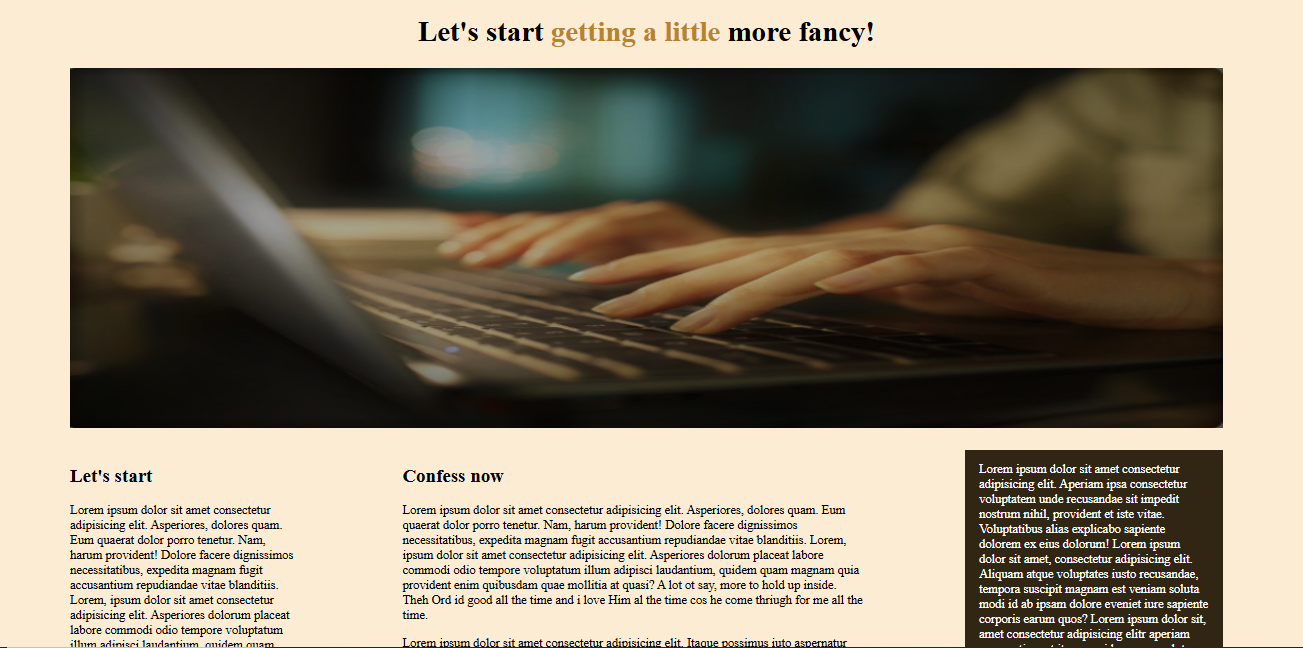 Let's start getting a little more fancy!
Let's start
Lorem ipsum dolor sit amet consectetur
adipisicing elit. Asperiores, dolores quam.
Eum quaerat dolor porro tenetur. Nam,
harum provident! Dolore facere dignissimos
necessitatibus, expedita magnam fugit
accusantium repudiandae vitae blanditiis.
Lorem, ipsum dolor sit amet consectetur
adipisicing elit. Asperiores dolorum placeat
labore commodi odio tempore voluptatum
illum adipisci laudantium, quidem quam
Confess now
Lorem ipsum dolor sit amet consectetur adipisicing elit. Asperiores, dolores quam. Eum
quaerat dolor porro tenetur. Nam, harum provident! Dolore facere dignissimos
necessitatibus, expedita magnam fugit accusantium repudiandae vitae blanditiis. Lorem,
ipsum dolor sit amet consectetur adipisicing elit. Asperiores dolorum placeat labore
commodi odio tempore voluptatum illum adipisci laudantium, quidem quam magnam quia
provident enim quibusdam quae mollitia at quasi? A lot ot say, more to hold up inside.
Theh Ord id good all the time and i love Him al the time cos he come thriugh for me all the
time.
Lorem ipsum dolor sit amet consectetur adipisicing elit. Itaque possimus iuto aspernatur
Lorem ipsum dolor sit amet consectetur
adipisicing elit. Aperiam ipsa consectetur
voluptatem unde recusandae sit impedit
nostrum nihil, provident et iste vitae.
Voluptatibus alias explicabo sapiente
dolorem ex eius dolorum! Lorem ipsum
dolor sit amet, consectetur adipisicing elit.
Aliquam atque voluptates iusto recusandae,
tempora suscipit magnam est veniam soluta
modi id ab ipsam dolore eveniet iure sapiente
corporis earum quos? Lorem ipsum dolor sit,
amet consectetur adipisicing elitr aperiam